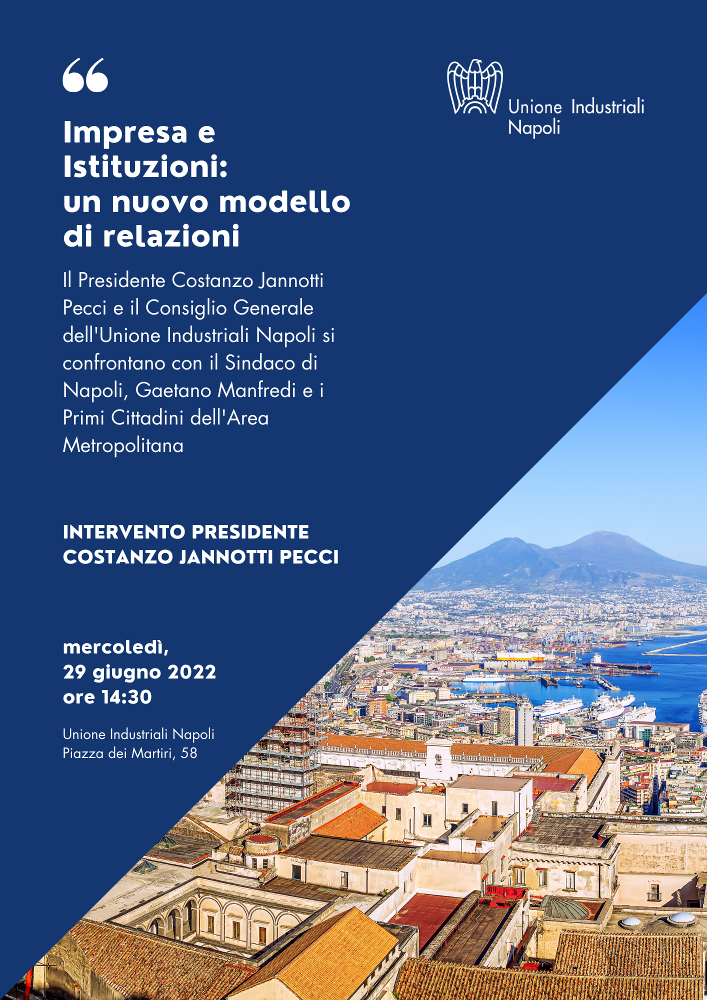 “
Unione Industriali
Napoli
Impresa e
Istituzioni:
un nuovo modello
di relazioni
Il Presidente Costanzo Jannotti
Pecci e il Consiglio Generale
dell'Unione Industriali Napoli si
confrontano con il Sindaco di
Napoli, Gaetano Manfredi e i
Primi Cittadini dell'Area
Metropolitana
INTERVENTO PRESIDENTE
COSTANZO JANNOTTI PECCI
mercoledì,
29 giugno 2022
ore 14:30
Unione Industriali Napoli
Piazza dei Martiri, 58